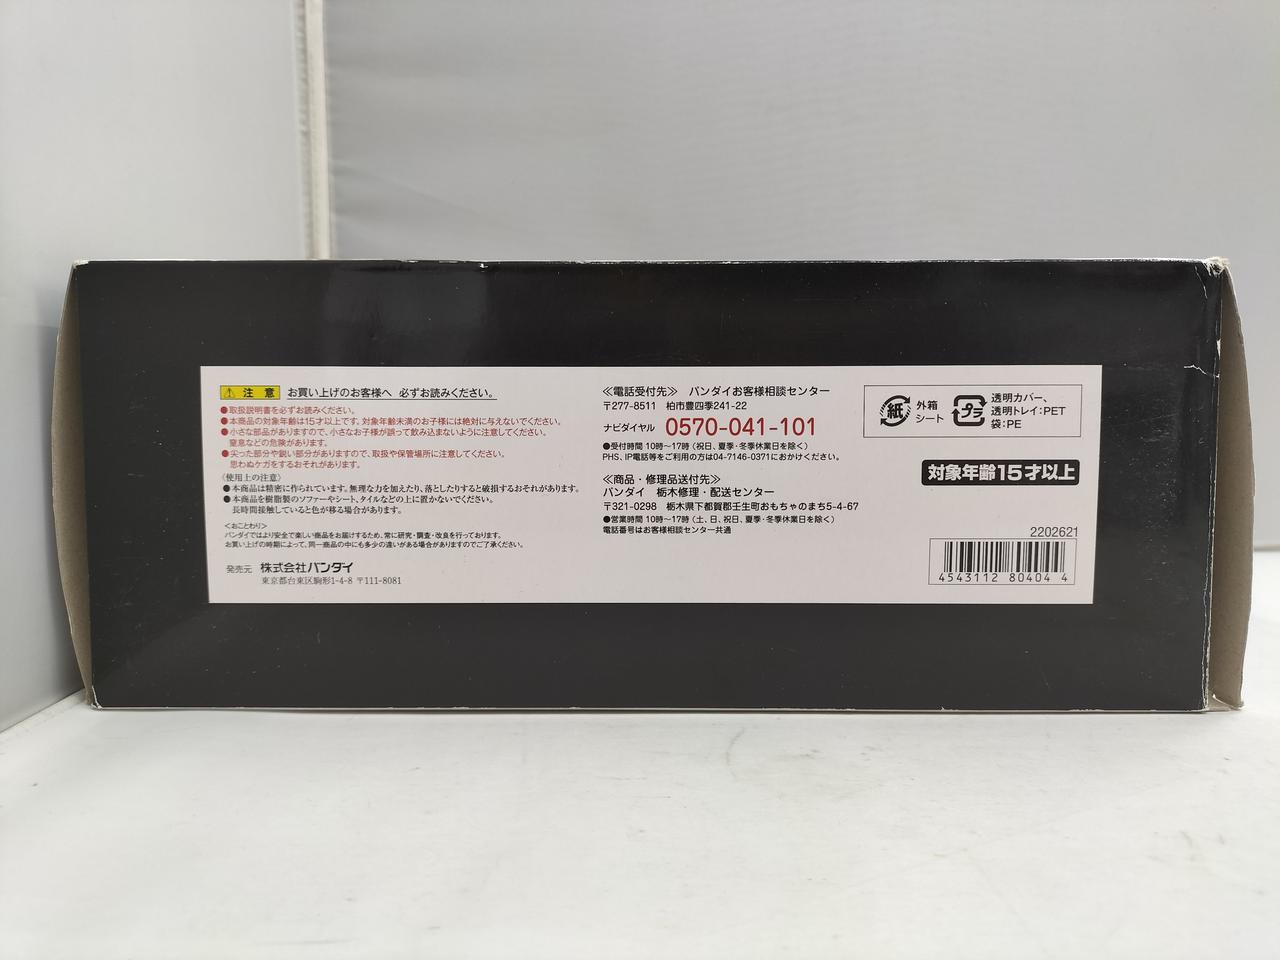 注意 お買い上げのお客様へ 必ずお読みください。
●取扱説明書を必ずお読みください。
●本商品の対象年齢は15才以上です。対象年齢未満のお子様には絶対に与えないでください。
●小さな部品がありますので、小さなお子様が誤って飲み込まないように注意してください。
窒息などの危険があります。
●尖った部分や鋭い部分がありますので、取扱や保管場所に注意してください。
思わぬケガをするおそれがあります。
〈使用上の注意〉
●本商品は精密に作られています。無理な力を加えたり、落としたりすると破損するおそれがあります。
●本商品を樹脂製のソファーやシート、タイルなどの上に置かないでください。
長時間接触していると色が移る場合があります。
<おことわり>
バンダイではより安全で楽しい商品をお届けするため、常に研究・調査・改良を行っております。
お買い上げの時期によって、同一商品の中にも多少の違いがある場合がありますのでご了承ください。
発売元 株式会社バンダイ
東京都台東区駒形1-4-8 〒111-8081
≪電話受付先≫ バンダイお客様相談センター
〒277-8511 柏市豊四季241-22
ナビダイヤル 0570-041-101
●受付時間 10時～17時(祝日、夏季・冬季休業日を除く)
PHS、IP電話等をご利用の方は04-7146-0371におかけください。
≪商品・修理品送付先≫
バンダイ 栃木修理・配送センター
〒321-0298 栃木県下都賀郡壬生町おもちゃのまち5-4-67
●営業時間 10時～17時(土、日、祝日、夏季・冬季休業日を除く)
電話番号はお客様相談センター共通
紙 外箱
シート
プラ 透明カバー、
透明トレイ:PET
袋:PE
対象年齢15才以上
2202621
4543112 80404 4